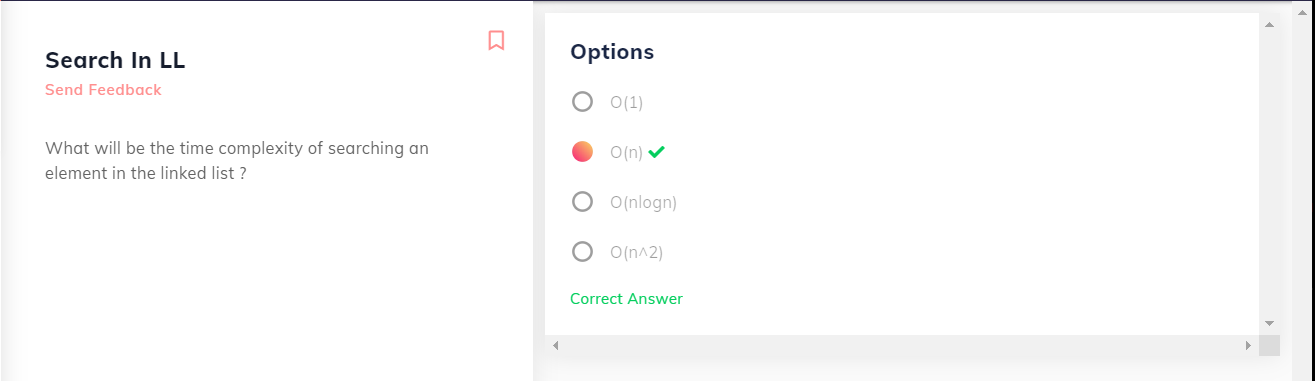 Search In LL
Send Feedback
What will be the time complexity of searching an
element in the linked list ?
Options
O(1)
O(n)
O(nlogn)
O(n^2)
Correct Answer